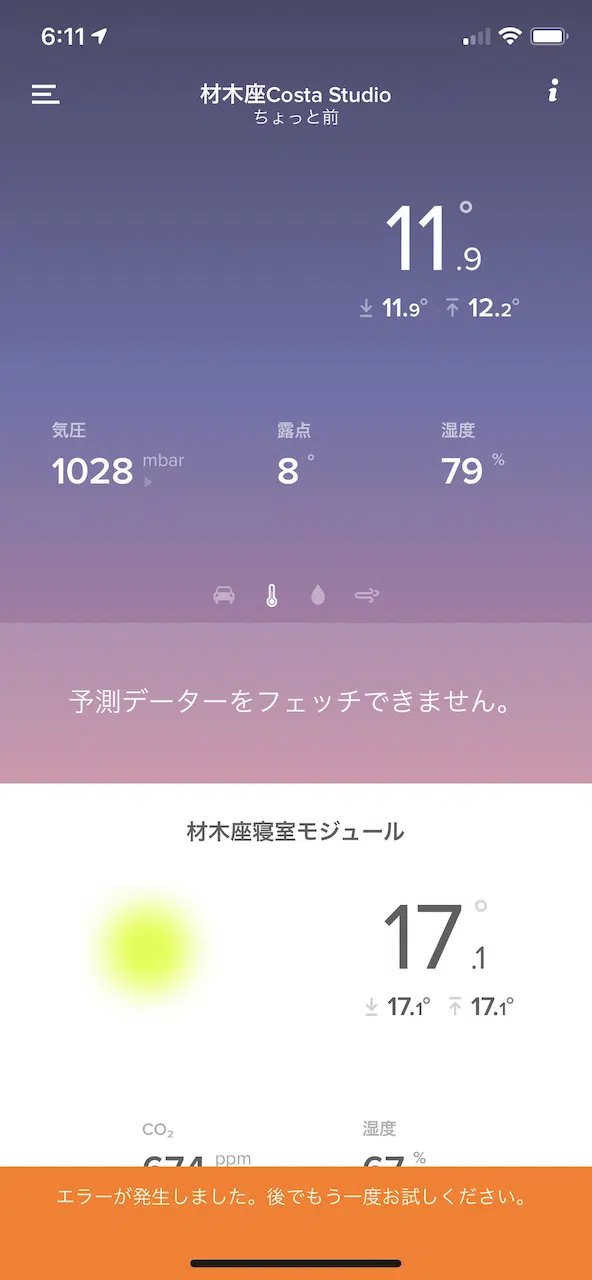 6:11
材木座Costa Studio
ちょっと前
11.9°
11.9° 12.2°
気圧 露点 湿度
1028 mbar 8° 79 %
予測データーをフェッチできません。
材木座寝室モジュール
17.1°
17.1° 17.1°
CO₂ 湿度
674 ppm 67 %
エラーが発生しました。後でもう一度お試しください。